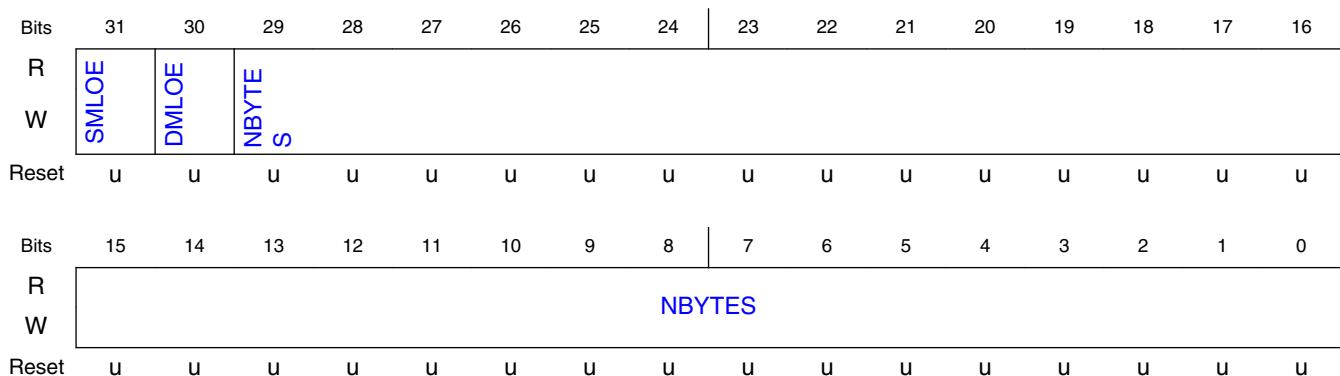 Bits 31 30 29 28 27 26 25 24 23 22 21 20 19 18 17 16
R
W
SMLOE
DMLOE
NBYTE
S
Reset u u u u u u u u u u u u u u u u
Bits 15 14 13 12 11 10 9 8 7 6 5 4 3 2 1 0
R
NBYTES
W
Reset u u u u u u u u u u u u u u u u